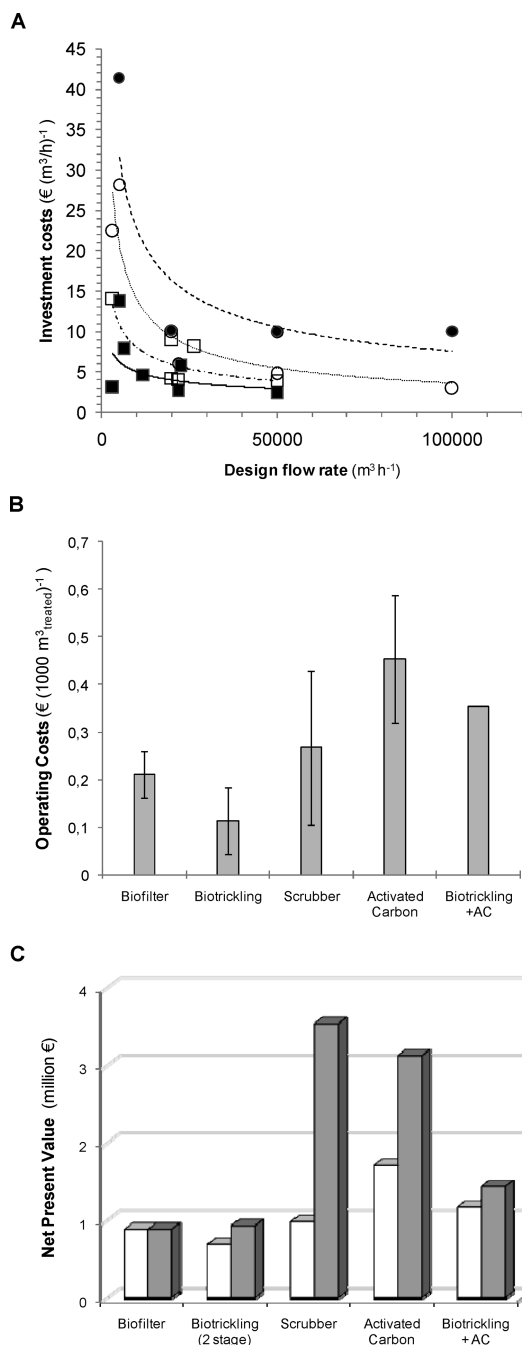 A
Investment costs (€ (m³/h)⁻¹)
45
40
35
30
25
20
15
10
5
0
0 50000 100000
Design flow rate (m³ h⁻¹)
B
Operating Costs (€ (1000 m³treated)⁻¹
0,7
0,6
0,5
0,4
0,3
0,2
0,1
0
Biofilter Biotrickling Scrubber Activated Carbon Biotrickling +AC
C
Net Present Value (million €)
4
3
2
1
0
Biofilter Biotrickling (2 stage) Scrubber Activated Carbon Biotrickling + AC